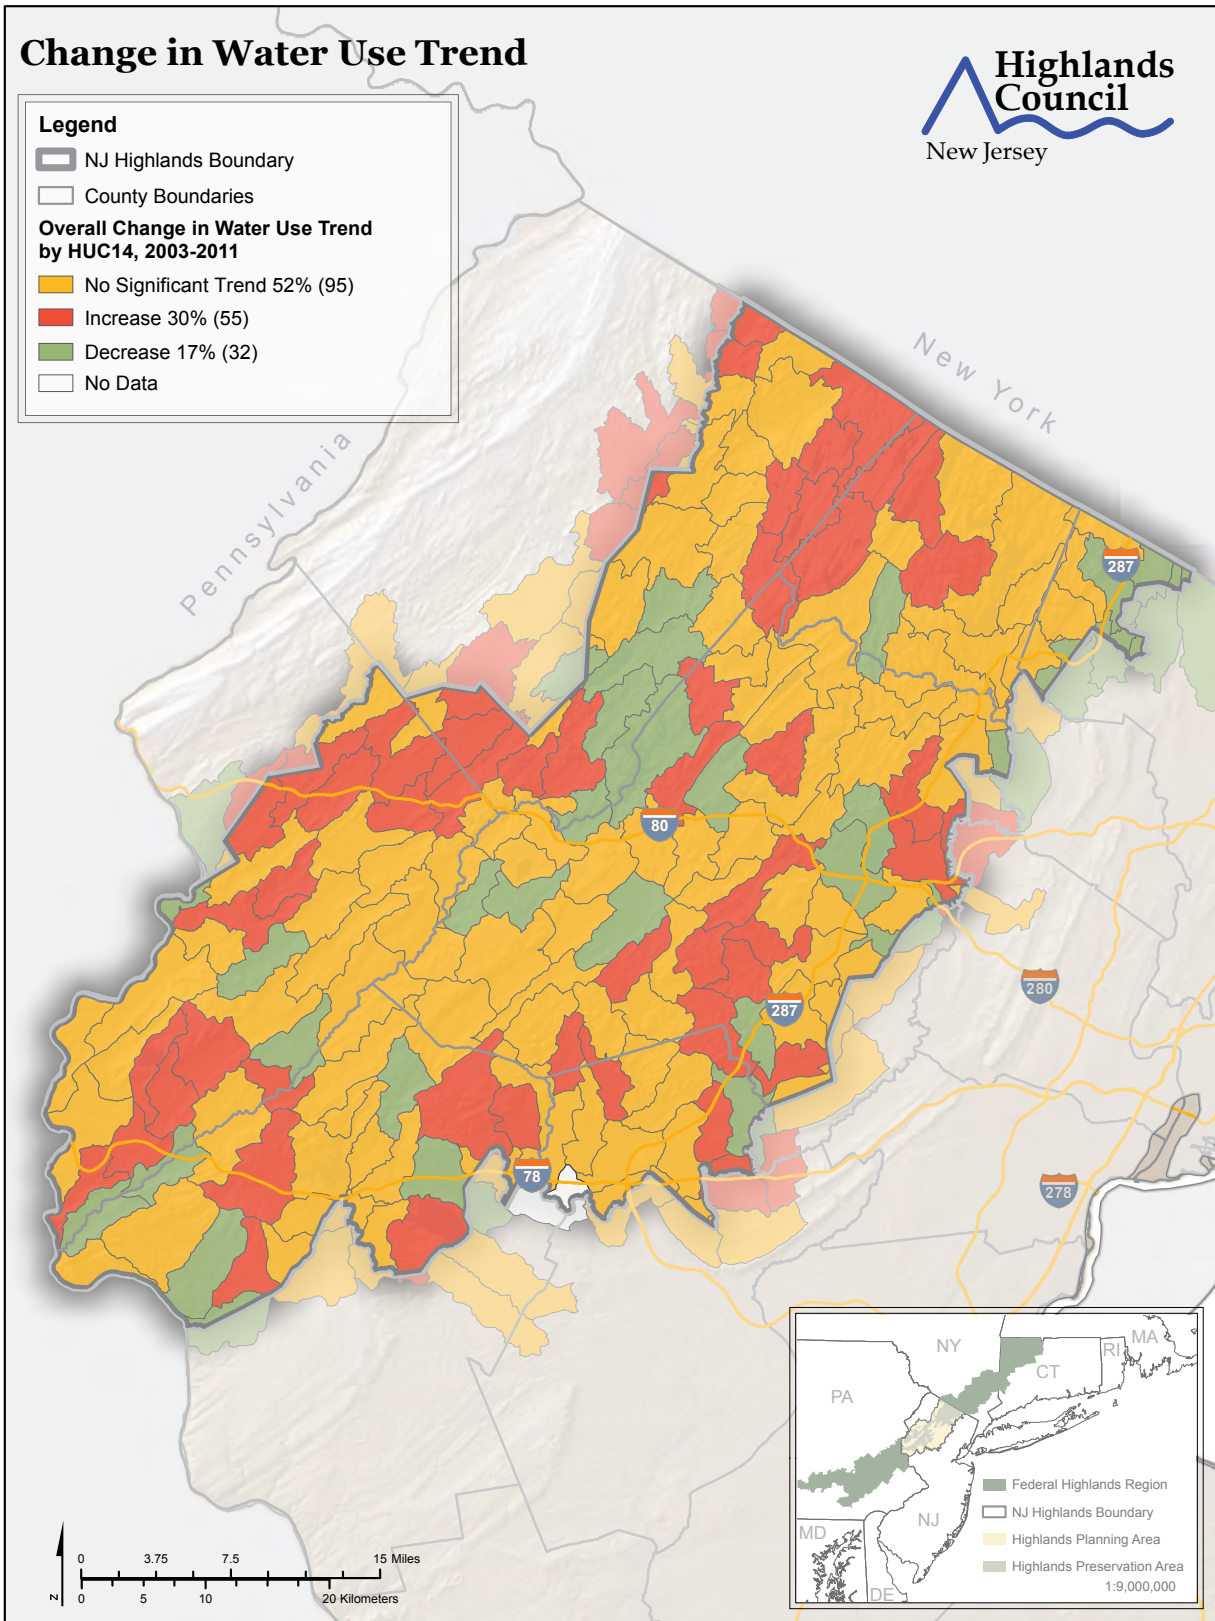 Change in Water Use Trend
Highlands
Council
New Jersey
Legend
NJ Highlands Boundary
County Boundaries
Overall Change in Water Use Trend
by HUC14, 2003-2011
No Significant Trend 52% (95)
Increase 30% (55)
Decrease 17% (32)
No Data
New York
Pennsylvania
287
80
280
287
78
278
NY
MA
RI
CT
PA
NJ
MD
DE
Federal Highlands Region
NJ Highlands Boundary
Highlands Planning Area
Highlands Preservation Area
1:9,000,000
N
0 3.75 7.5 15 Miles
0 5 10 20 Kilometers